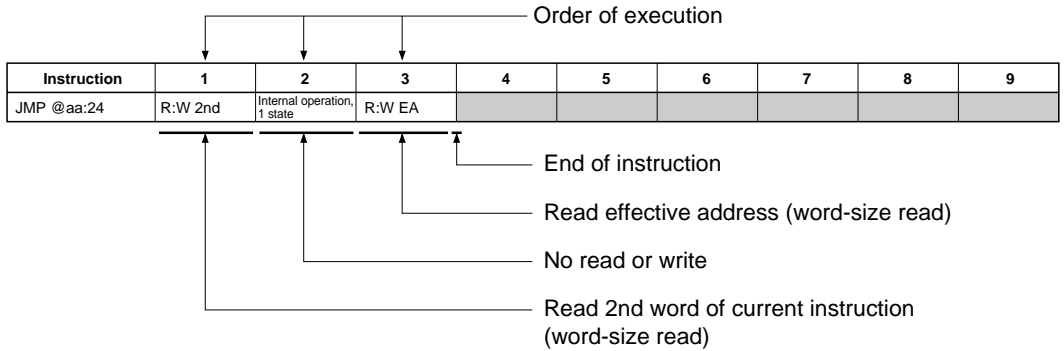 Order of execution
Instruction 1 2 3 4 5 6 7 8 9
JMP @aa:24 R:W 2nd Internal operation, 1 state R:W EA
End of instruction
Read effective address (word-size read)
No read or write
Read 2nd word of current instruction
(word-size read)